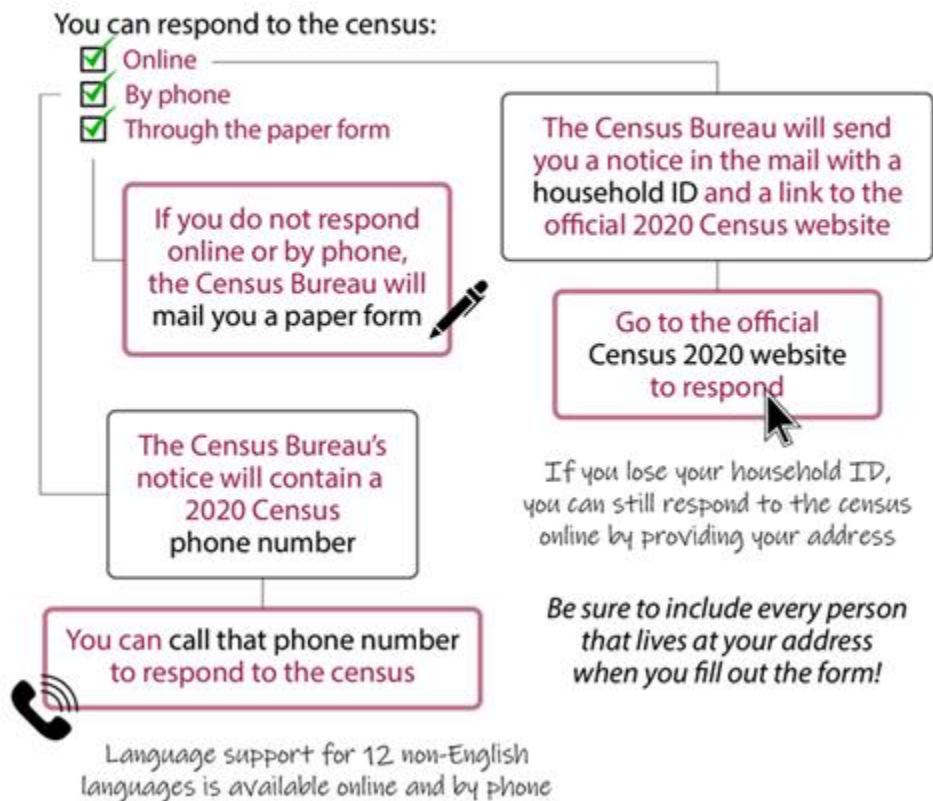 You can respond to the census:
Online
By phone
Through the paper form
If you do not respond
online or by phone,
the Census Bureau will
mail you a paper form
The Census Bureau's
notice will contain a
2020 Census
phone number
You can call that phone number
to respond to the census
Language support for 12 non-English
languages is available online and by phone
The Census Bureau will send
you a notice in the mail with a
household ID and a link to the
official 2020 Census website
Go to the official
Census 2020 website
to respond
If you lose your household ID,
you can still respond to the census
online by providing your address
Be sure to include every person
that lives at your address
when you fill out the form!